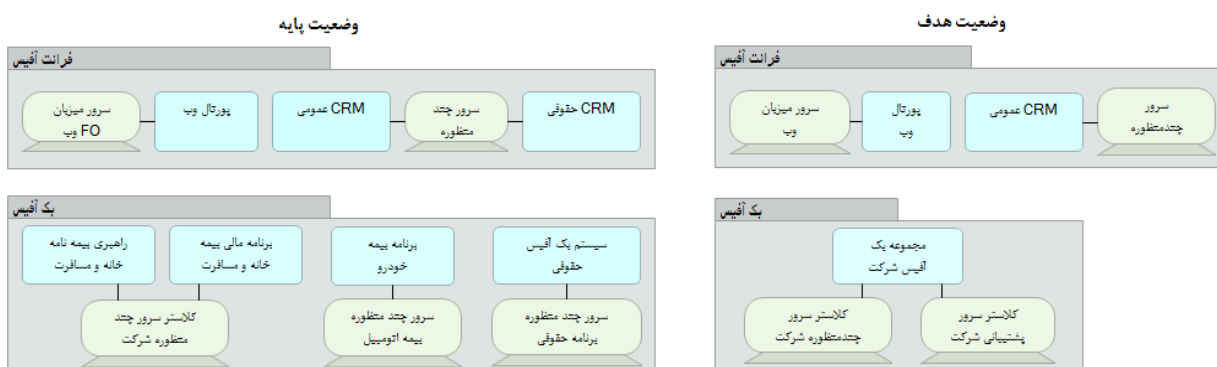 وضعیت پایه
فرانت آفیس
سرور میزبان
FO وب
پورتال وب
CRM عمومی
سرور چند
منظوره
CRM حقوقی
بک آفیس
راهبری بیمه نامه
خانه و مسافرت
برنامه مالی بیمه
خانه و مسافرت
برنامه بیمه
خودرو
سیستم بک آفیس
حقوقی
کلاستر سرور چند
منظوره شرکت
سرور چند منظوره
بیمه اتومبیل
سرور چند منظوره
برنامه حقوقی
وضعیت هدف
فرانت آفیس
سرور میزبان
وب
پورتال
وب
CRM عمومی
سرور
چندمنظوره
بک آفیس
مجموعه بک
آفیس شرکت
کلاستر سرور
چندمنظوره شرکت
کلاستر سرور
پشتیبانی شرکت